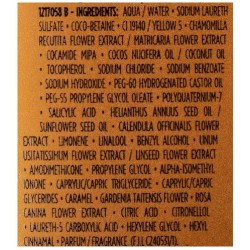 1217058 B • INGREDIENTS: AQUA / WATER • SODIUM LAURETH
SULFATE • COCO-BETAINE • CI 19140 / YELLOW 5 • CHAMOMILLA
RECUTITA FLOWER EXTRACT / MATRICARIA FLOWER EXTRACT •
COCAMIDE MIPA • COCOS NUCIFERA OIL / COCONUT OIL
• TOCOPHEROL • SODIUM CHLORIDE • SODIUM BENZOATE
SODIUM HYDROXIDE • PEG-60 HYDROGENATED CASTOR OIL
PEG-55 PROPYLENE GLYCOL OLEATE • POLYQUATERNIUM-7
• SALICYLIC ACID • HELIANTHUS ANNUUS SEED OIL /
SUNFLOWER SEED OIL • CALENDULA OFFICINALIS FLOWER
EXTRACT • LIMONENE • LINALOOL • BENZYL ALCOHOL • LINUM
USITATISSIMUM FLOWER EXTRACT / LINSEED FLOWER EXTRACT
• AMODIMETHICONE • PROPYLENE GLYCOL • ALPHA-ISOMETHYL
IONONE • CAPRYLIC/CAPRIC TRIGLYCERIDE • CAPRYLIC/CAPRIC
GLYCERIDES • CARAMEL • GARDENIA TAITENSIS FLOWER • ROSA
CANINA FLOWER EXTRACT • CITRIC ACID • CITRONELLOL
• LAURETH-5 CARBOXYLIC ACID • HEXYLENE GLYCOL • HEXYL
CINNAMAL • PARFUM / FRAGRANCE (F.I.L.